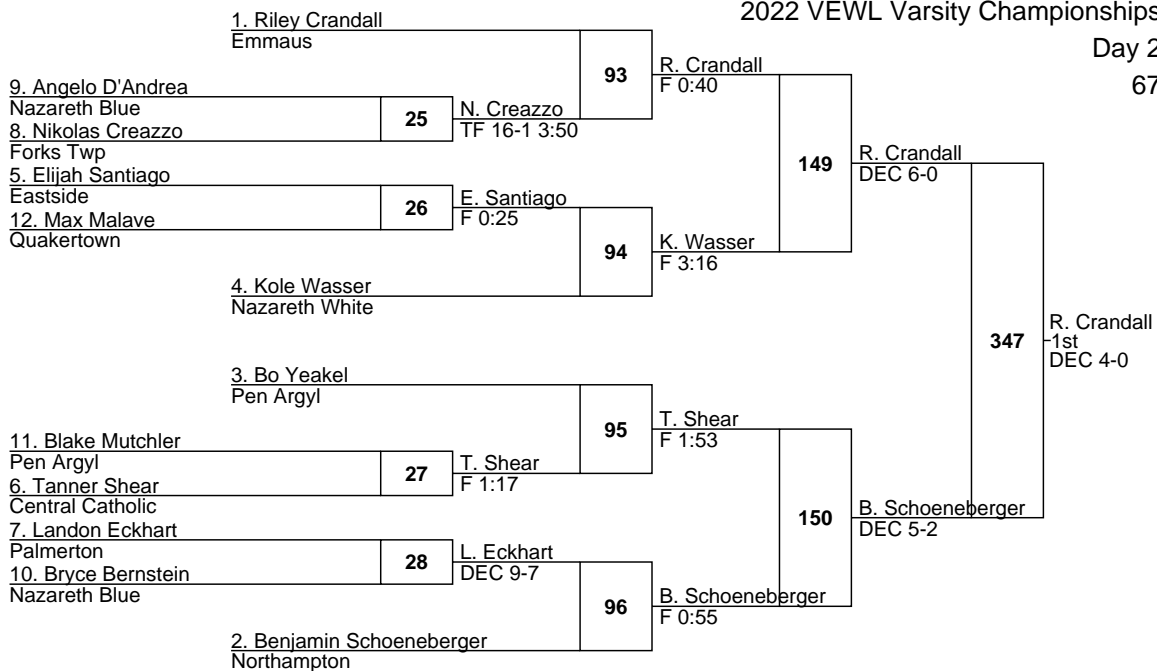 2022 VEWL Varsity Championships
Day 2
67
1. Riley Crandall
Emmaus
93
R. Crandall
F 0:40
9. Angelo D'Andrea
Nazareth Blue
25
N. Creazzo
TF 16-1 3:50
8. Nikolas Creazzo
Forks Twp
149
R. Crandall
DEC 6-0
5. Elijah Santiago
Eastside
26
E. Santiago
F 0:25
12. Max Malave
Quakertown
94
K. Wasser
F 3:16
4. Kole Wasser
Nazareth White
347
R. Crandall
1st
DEC 4-0
3. Bo Yeakel
Pen Argyl
95
T. Shear
F 1:53
11. Blake Mutchler
Pen Argyl
27
T. Shear
F 1:17
6. Tanner Shear
Central Catholic
150
B. Schoeneberger
DEC 5-2
7. Landon Eckhart
Palmerton
28
L. Eckhart
DEC 9-7
10. Bryce Bernstein
Nazareth Blue
96
B. Schoeneberger
F 0:55
2. Benjamin Schoeneberger
Northampton